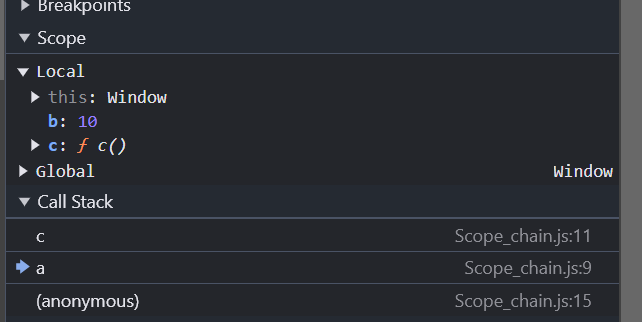 Breakpoints
Scope
Local
this: Window
b: 10
c: ƒ c()
Global Window
Call Stack
c Scope_chain.js:11
a Scope_chain.js:9
(anonymous) Scope_chain.js:15